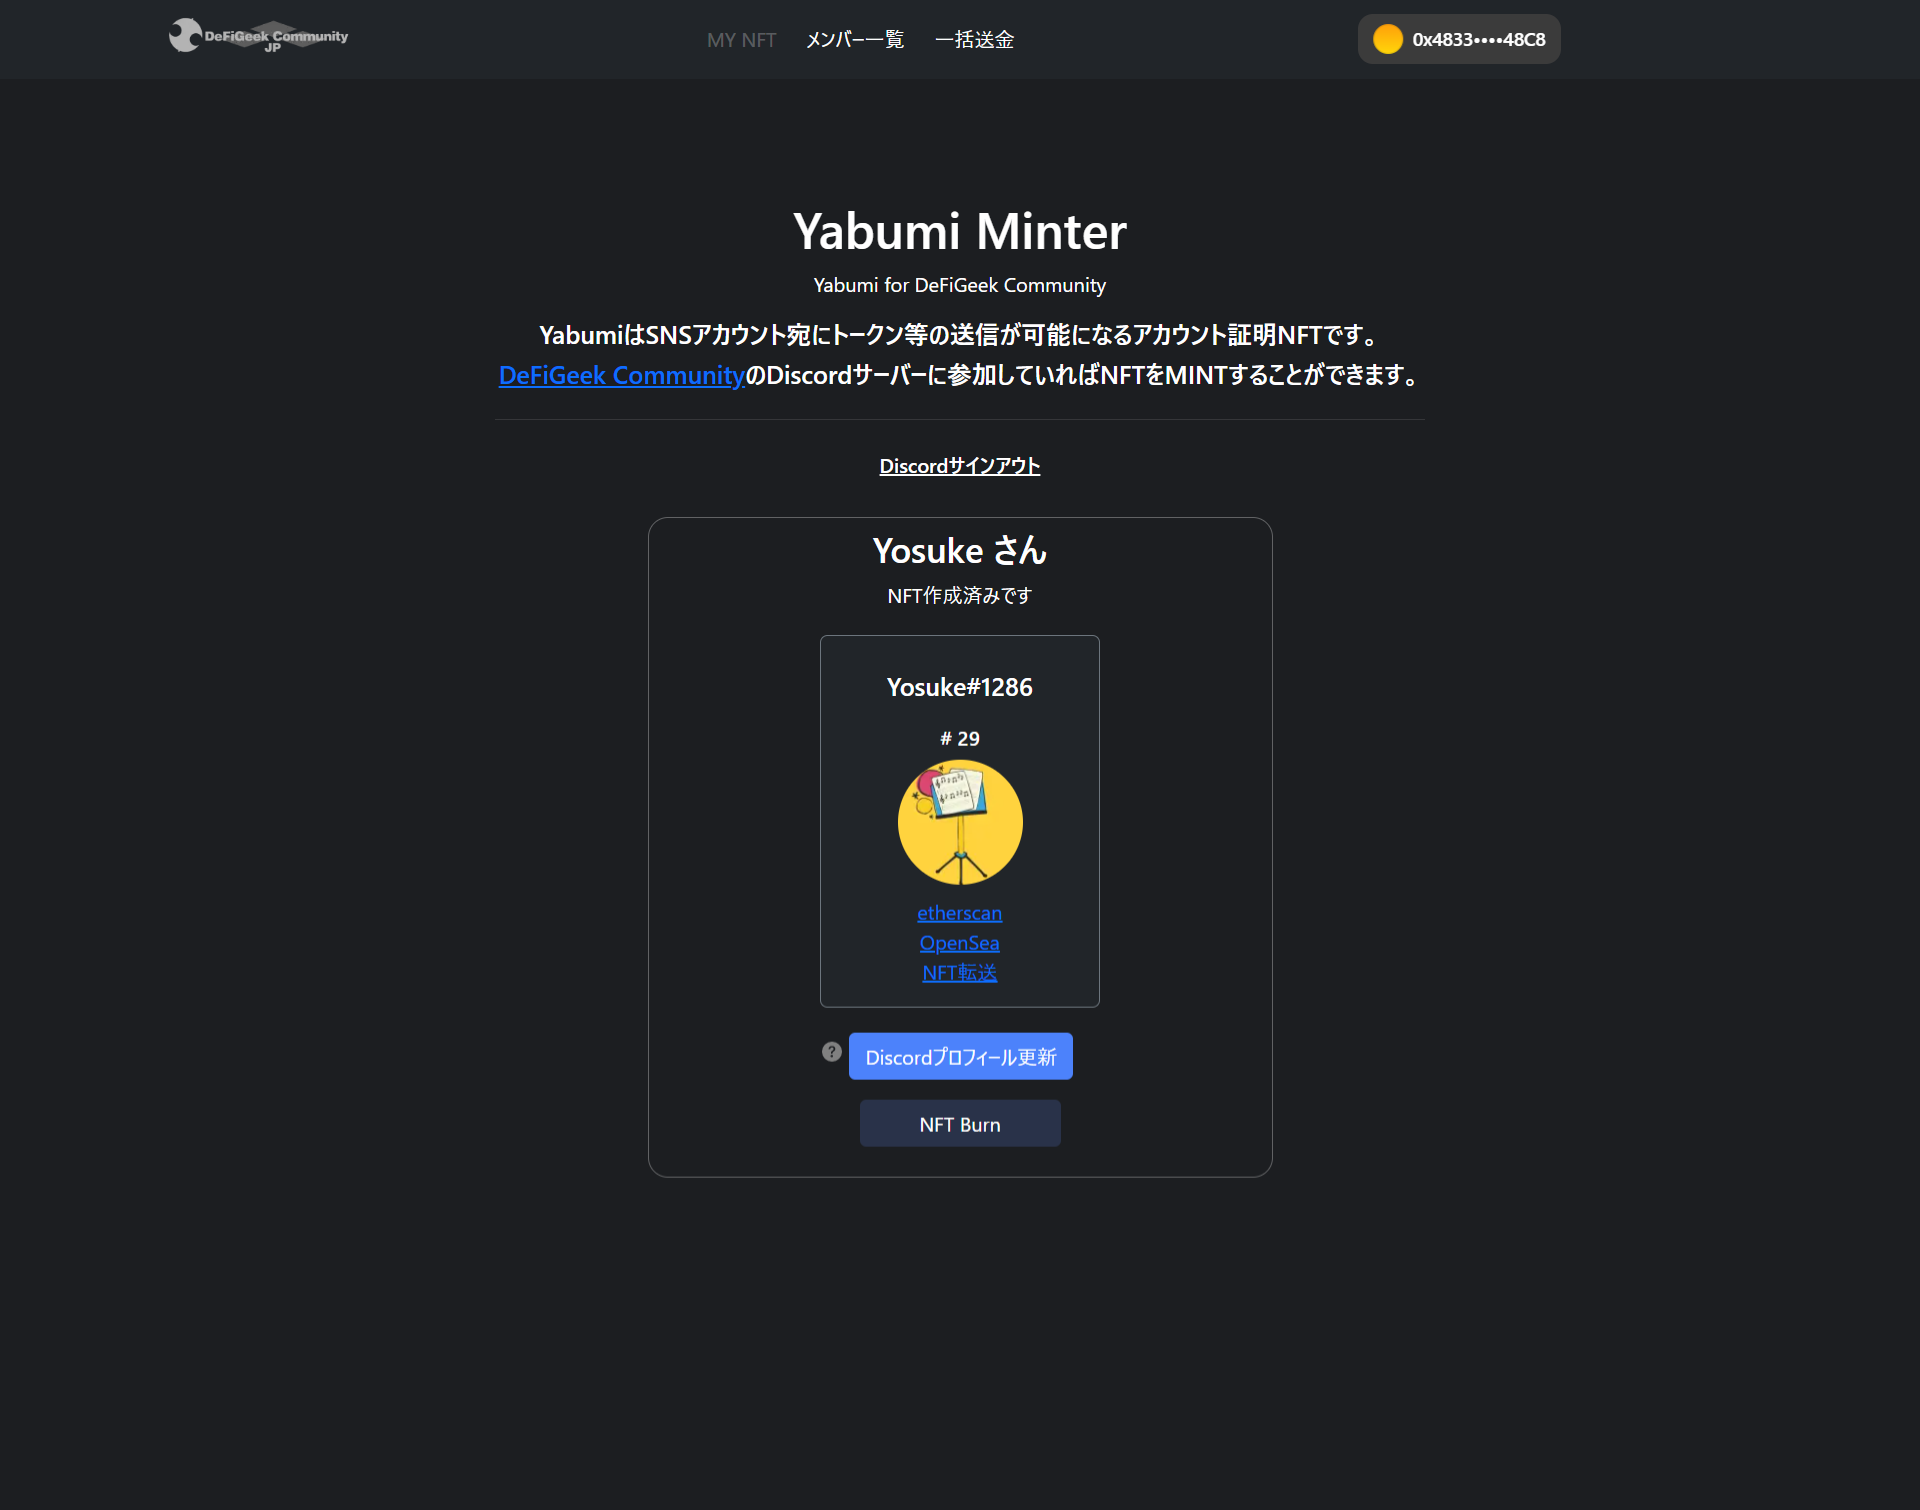 DeFiGeek Community
JP
MY NFT メンバー一覧 一括送金
0x4833••••48C8
Yabumi Minter
Yabumi for DeFiGeek Community
YabumiはSNSアカウント宛にトークン等の送信が可能になるアカウント証明NFTです。
DeFiGeek CommunityのDiscordサーバーに参加していればNFTをMINTすることができます。
Discordサインアウト
Yosuke さん
NFT作成済みです
Yosuke#1286
# 29
etherscan
OpenSea
NFT転送
? Discordプロフィール更新
NFT Burn